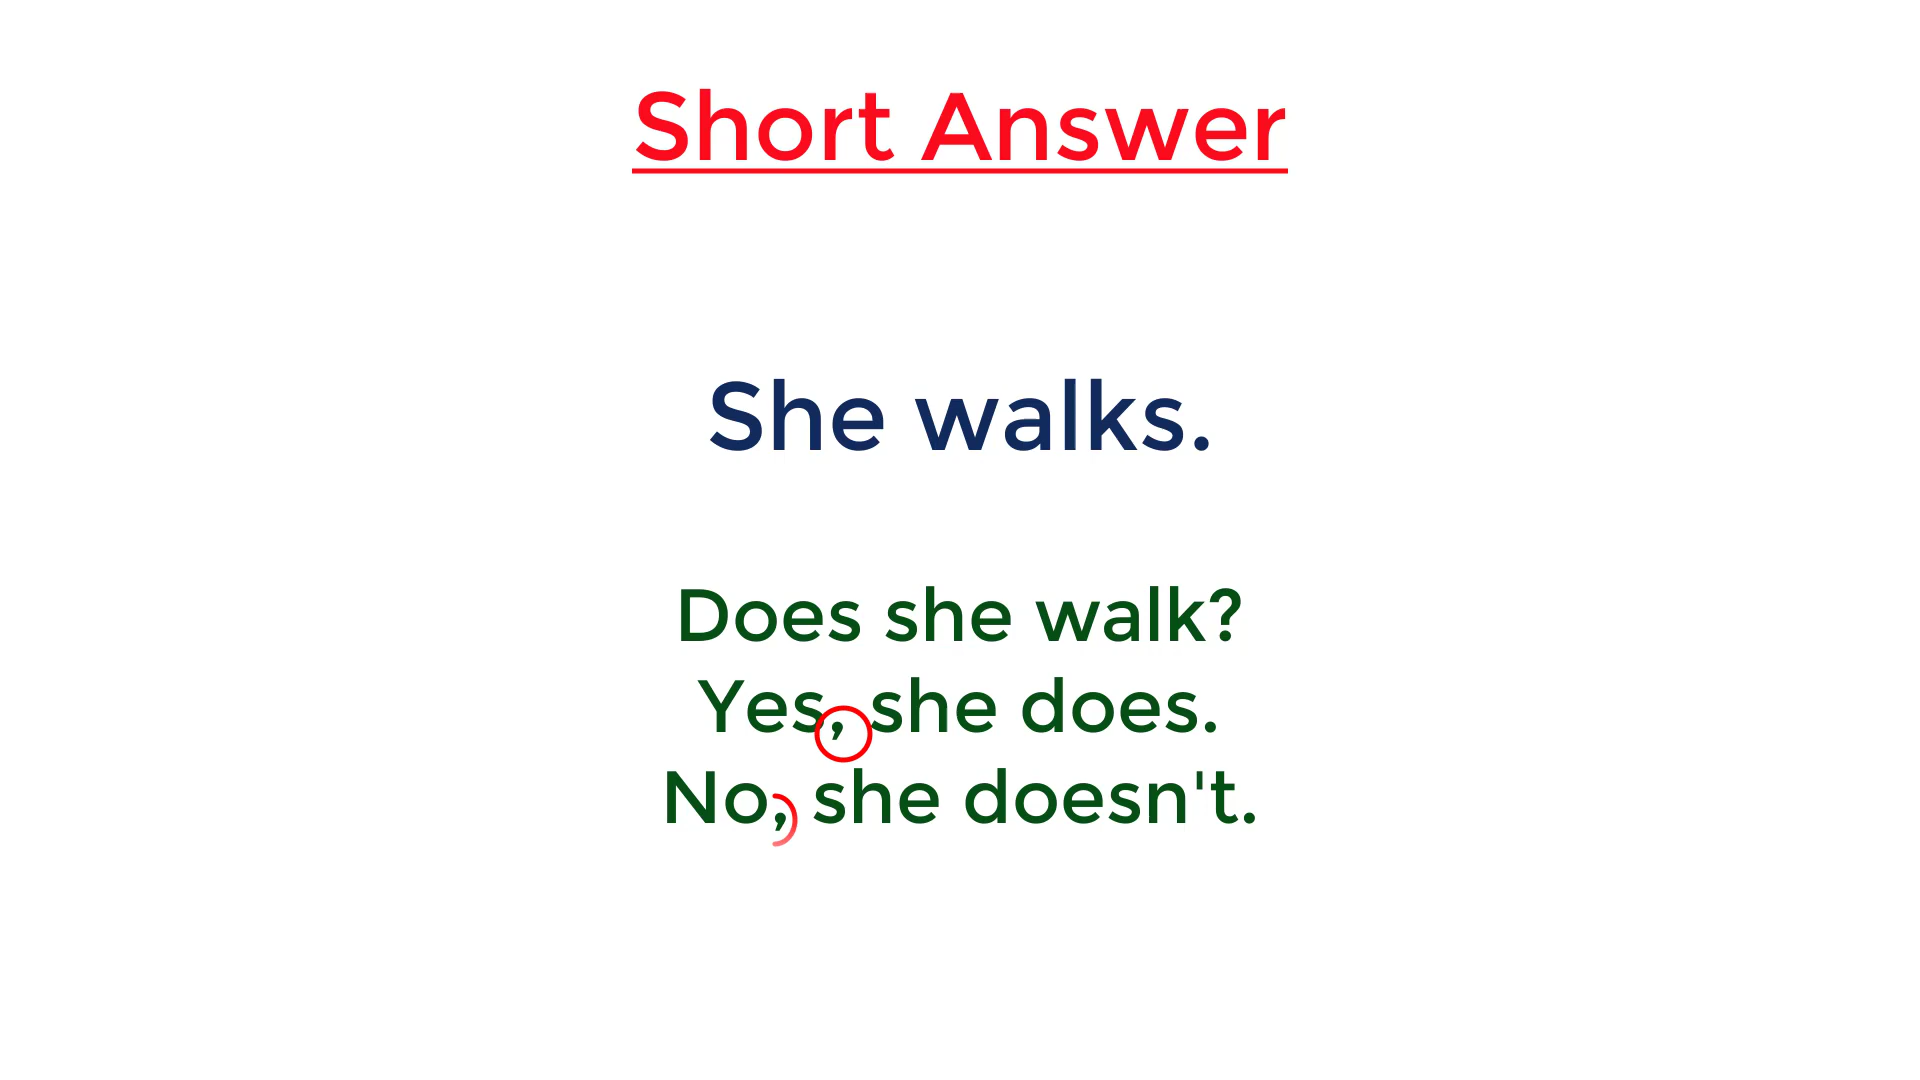 Short Answer
She walks.
Does she walk?
Yes, she does.
No, she doesn't.